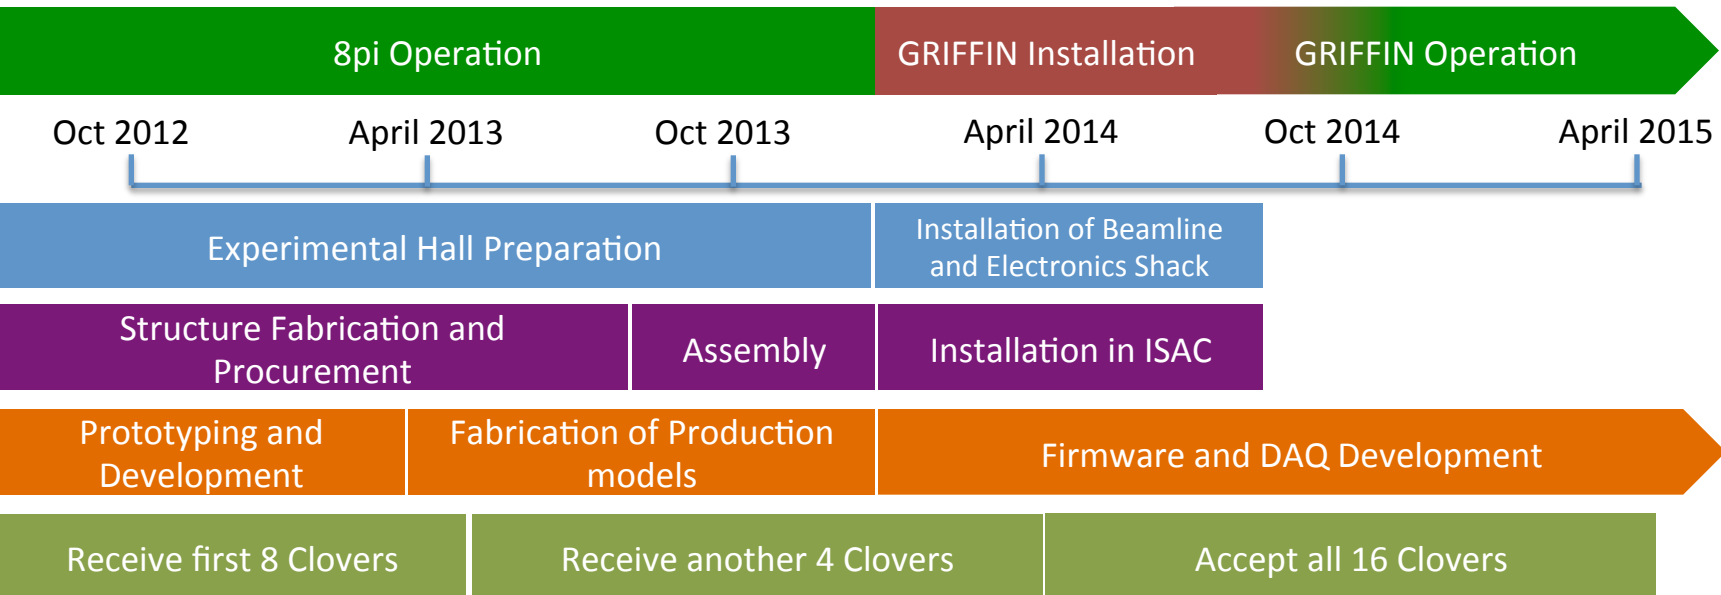 8pi Operation
GRIFFIN Installation
GRIFFIN Operation
Oct 2012
April 2013
Oct 2013
April 2014
Oct 2014
April 2015
Experimental Hall Preparation
Installation of Beamline
and Electronics Shack
Structure Fabrication and
Procurement
Assembly
Installation in ISAC
Prototyping and
Development
Fabrication of Production
models
Firmware and DAQ Development
Receive first 8 Clovers
Receive another 4 Clovers
Accept all 16 Clovers